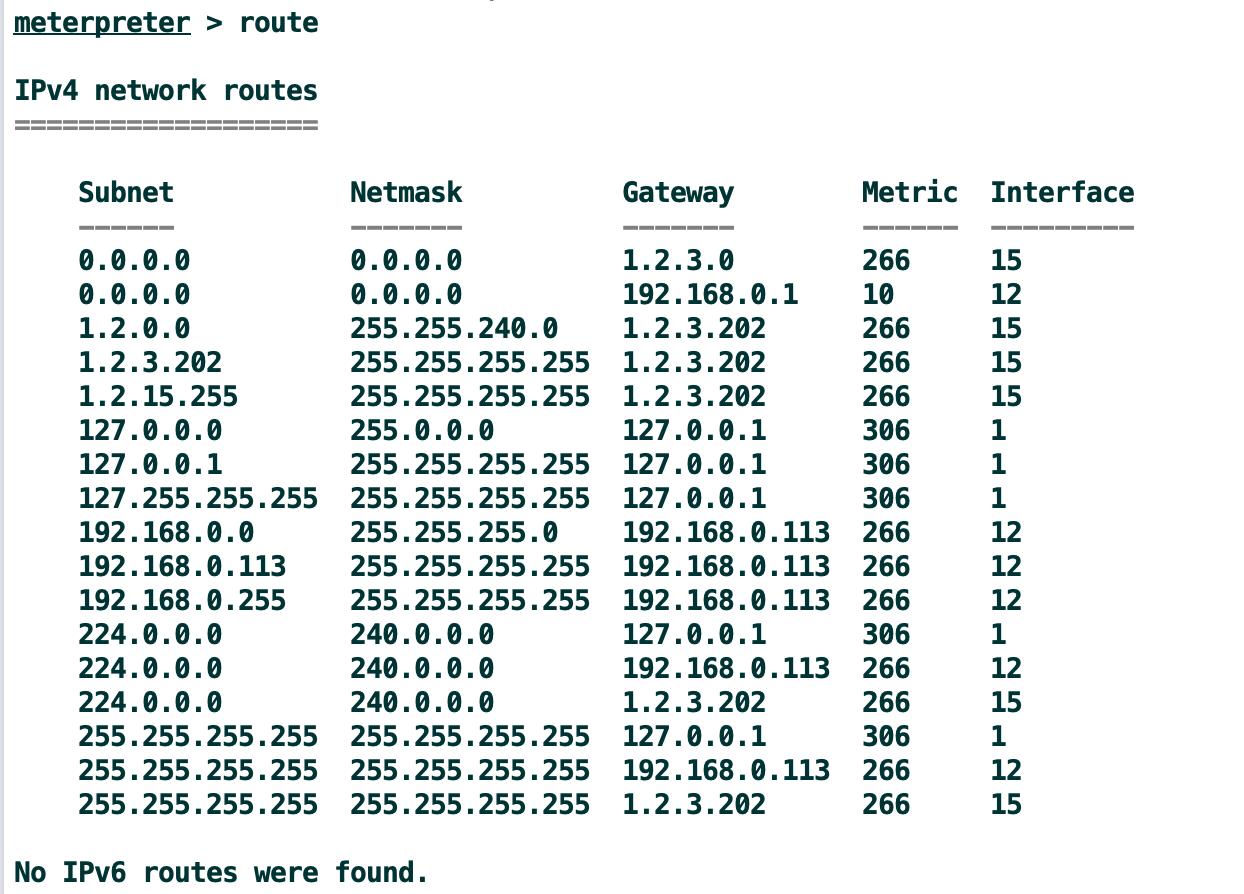 meterpreter > route
IPv4 network routes
===================
Subnet Netmask Gateway Metric Interface
------ ------- ------- ------ ---------
0.0.0.0 0.0.0.0 1.2.3.0 266 15
0.0.0.0 0.0.0.0 192.168.0.1 10 12
1.2.0.0 255.255.240.0 1.2.3.202 266 15
1.2.3.202 255.255.255.255 1.2.3.202 266 15
1.2.15.255 255.255.255.255 1.2.3.202 266 15
127.0.0.0 255.0.0.0 127.0.0.1 306 1
127.0.0.1 255.255.255.255 127.0.0.1 306 1
127.255.255.255 255.255.255.255 127.0.0.1 306 1
192.168.0.0 255.255.255.0 192.168.0.113 266 12
192.168.0.113 255.255.255.255 192.168.0.113 266 12
192.168.0.255 255.255.255.255 192.168.0.113 266 12
224.0.0.0 240.0.0.0 127.0.0.1 306 1
224.0.0.0 240.0.0.0 192.168.0.113 266 12
224.0.0.0 240.0.0.0 1.2.3.202 266 15
255.255.255.255 255.255.255.255 127.0.0.1 306 1
255.255.255.255 255.255.255.255 192.168.0.113 266 12
255.255.255.255 255.255.255.255 1.2.3.202 266 15
No IPv6 routes were found.